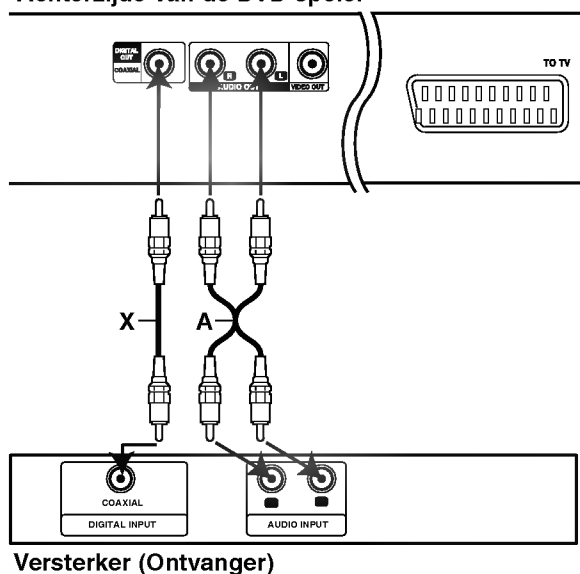 Achterzijde van de DVD-speler
DIGITAL
OUT
COAXIAL
R
L
AUDIO OUT
VIDEO OUT
TO TV
X
A
COAXIAL
DIGITAL INPUT
AUDIO INPUT
Versterker (Ontvanger)